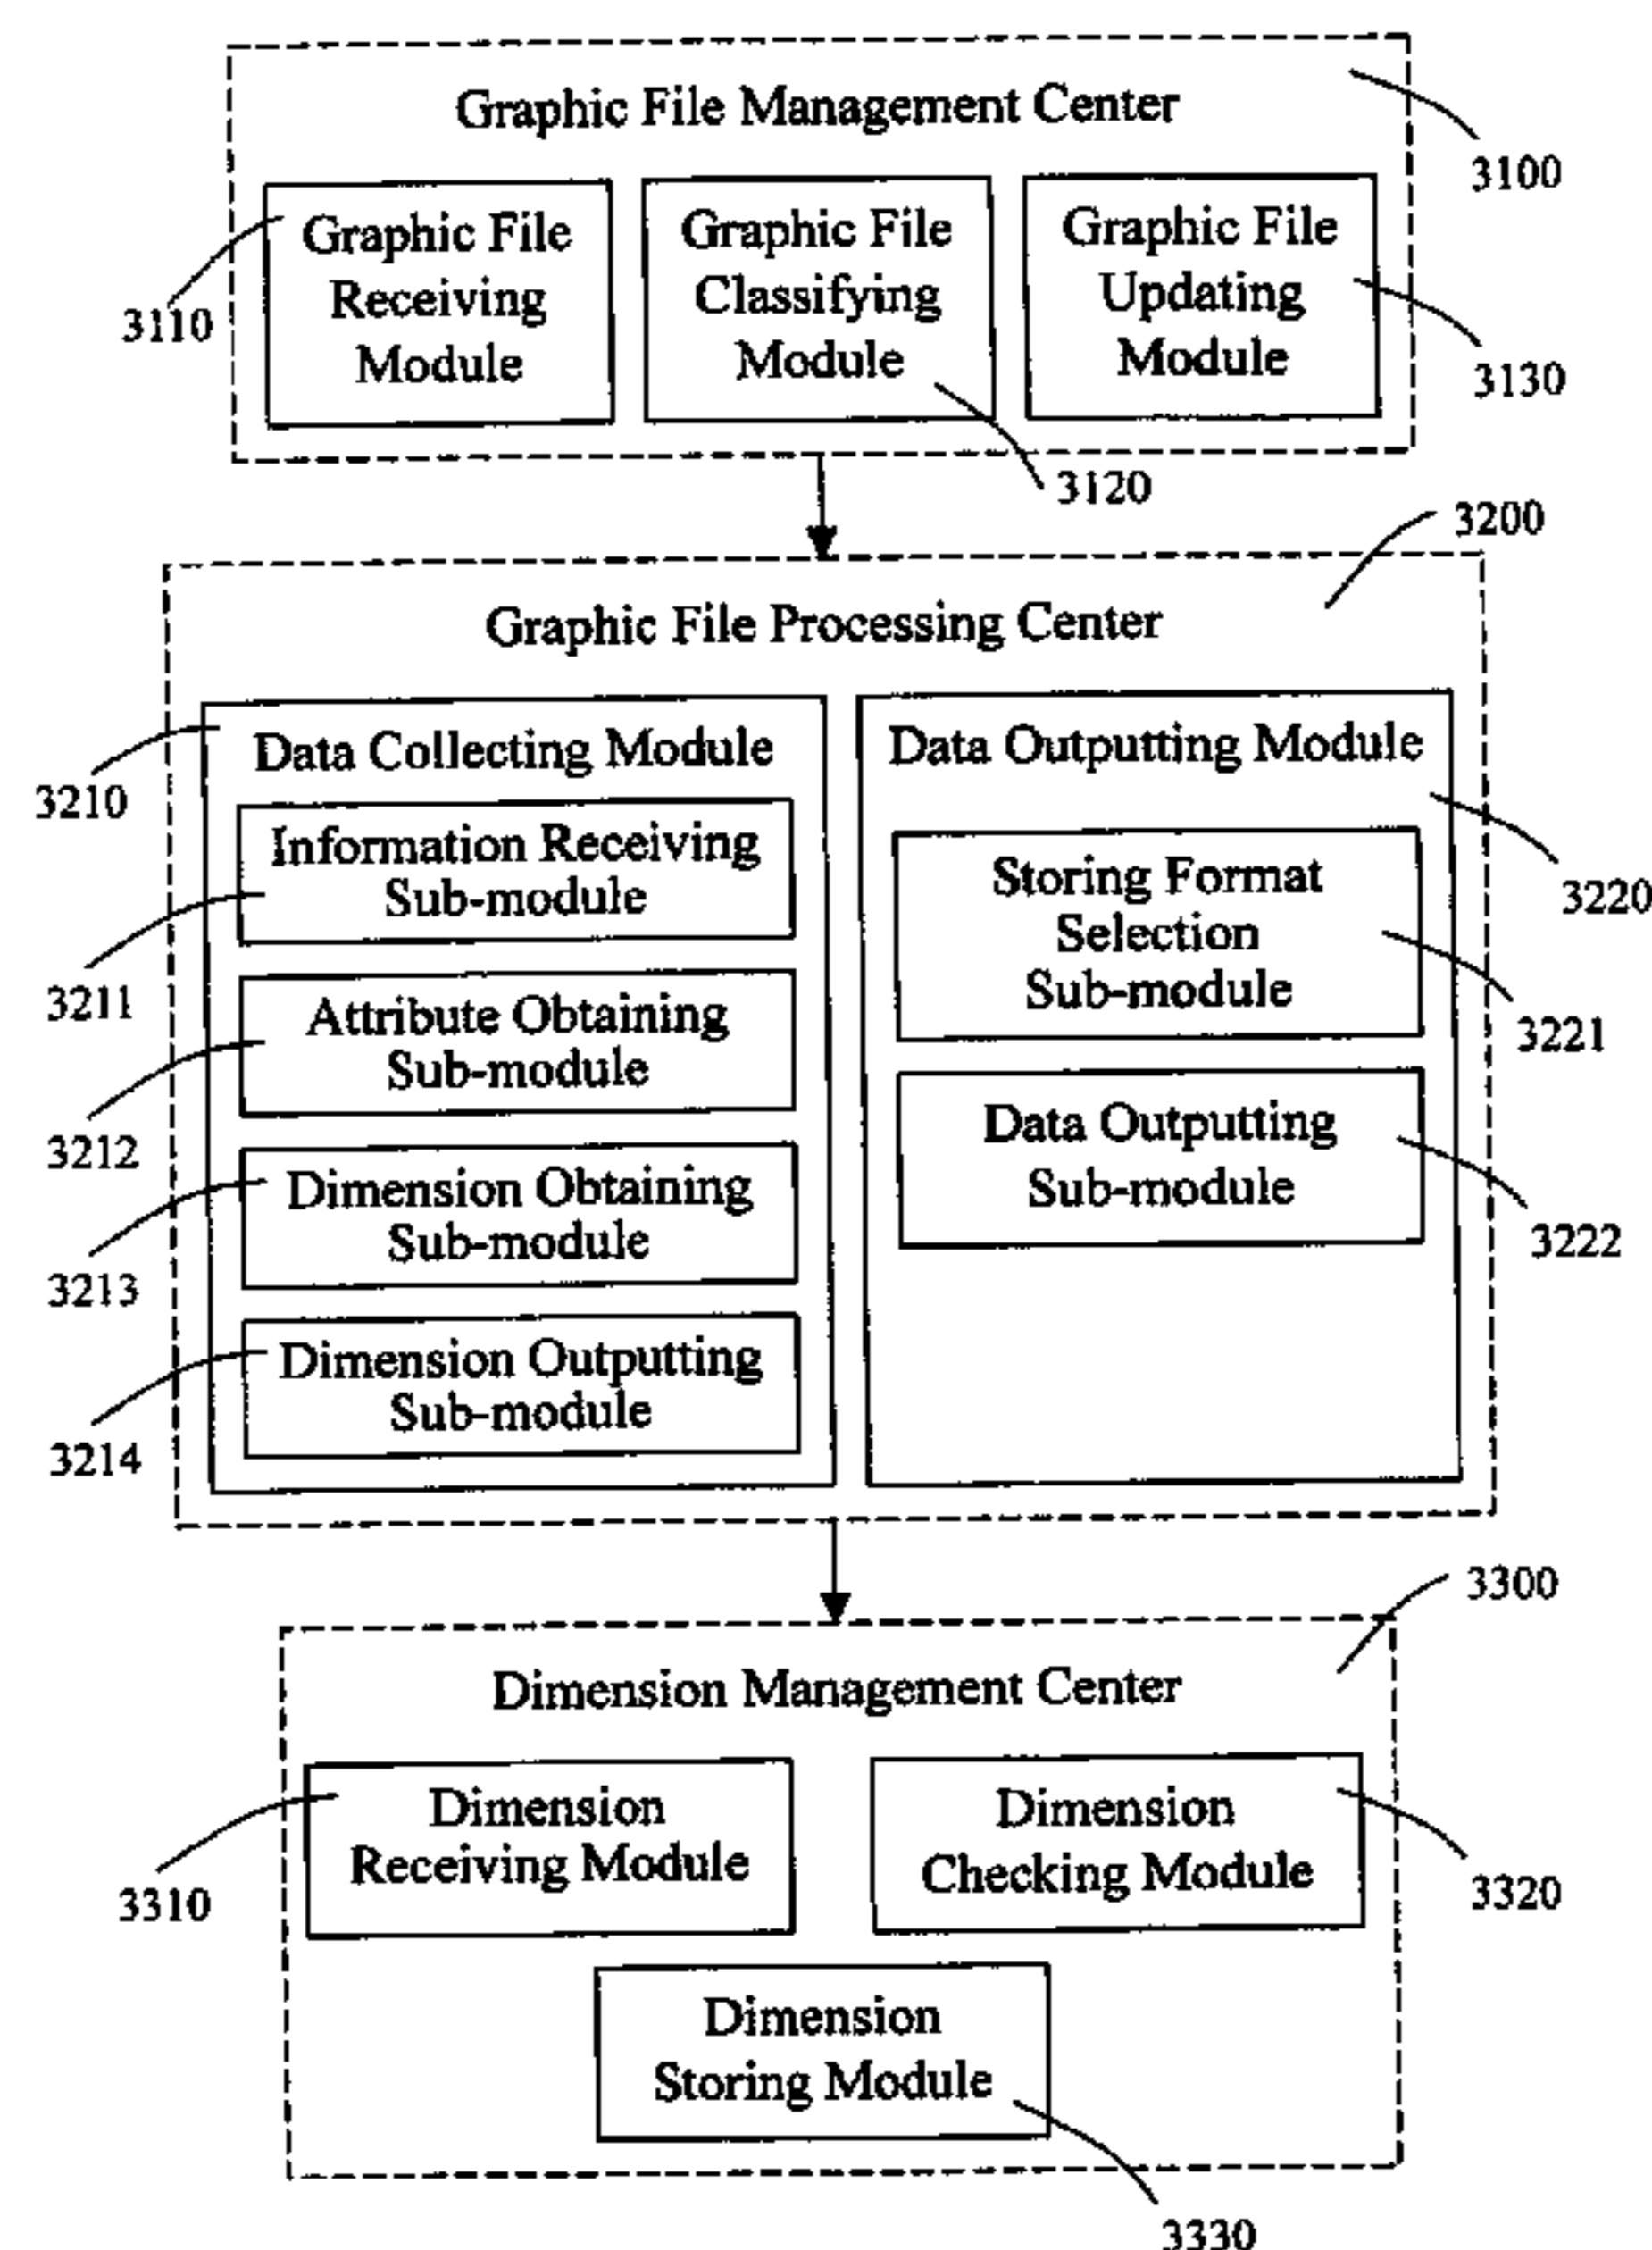 Graphic File Management Center
3100
Graphic File
Receiving
Module
3110
Graphic File
Classifying
Module
3120
Graphic File
Updating
Module
3130
3200
Graphic File Processing Center
Data Collecting Module
3210
Information Receiving
Sub-module
3211
Attribute Obtaining
Sub-module
3212
Dimension Obtaining
Sub-module
3213
Dimension Outputting
Sub-module
3214
Data Outputting Module
3220
Storing Format
Selection
Sub-module
3221
Data Outputting
Sub-module
3222
3300
Dimension Management Center
Dimension
Receiving Module
3310
Dimension
Checking Module
3320
Dimension
Storing Module
3330